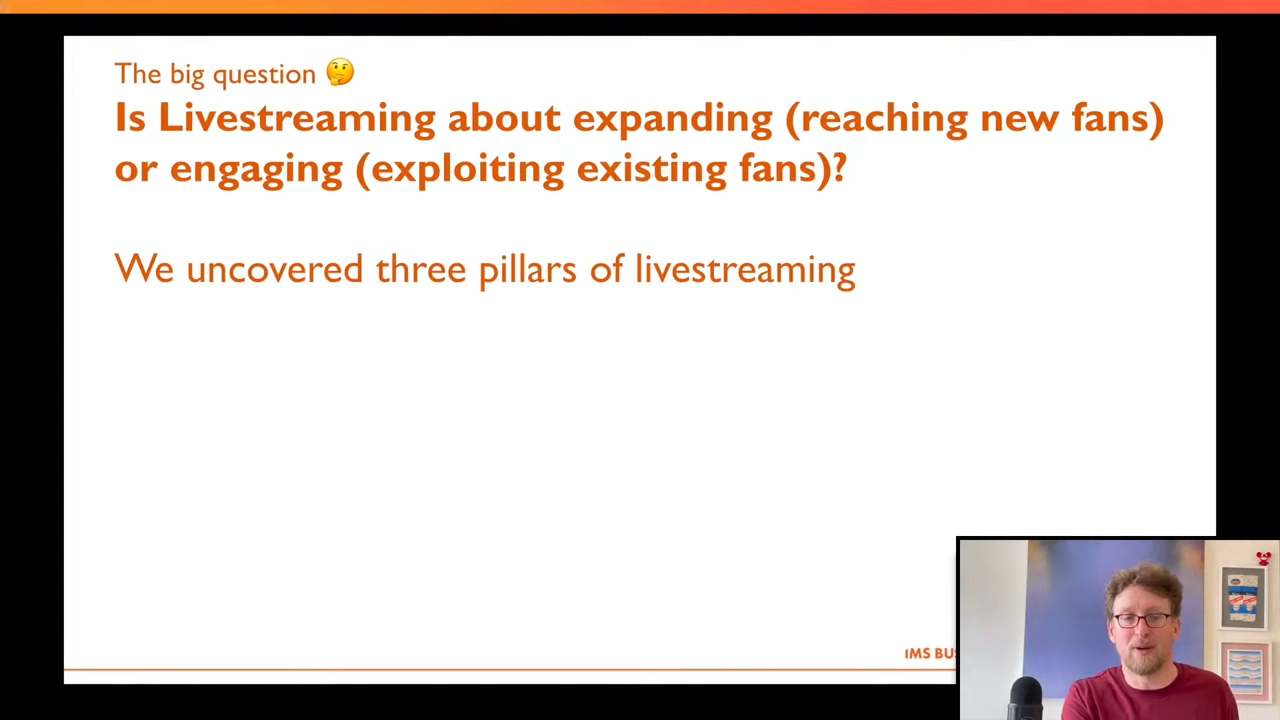 The big question 🤔
Is Livestreaming about expanding (reaching new fans)
or engaging (exploiting existing fans)?
We uncovered three pillars of livestreaming
IMS